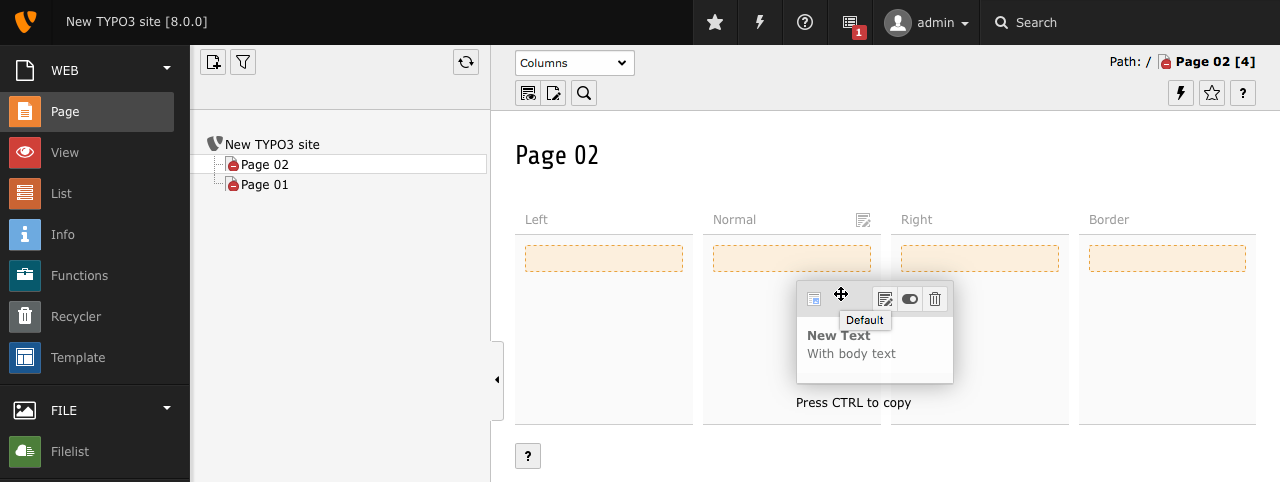 New TYPO3 site [8.0.0]
1
admin
Search
WEB
Page
View
List
Info
Functions
Recycler
Template
FILE
Filelist
New TYPO3 site
Page 02
Page 01
Columns
Path: / Page 02 [4]
?
Page 02
Left
Normal
Right
Border
Default
New Text
With body text
Press CTRL to copy
?